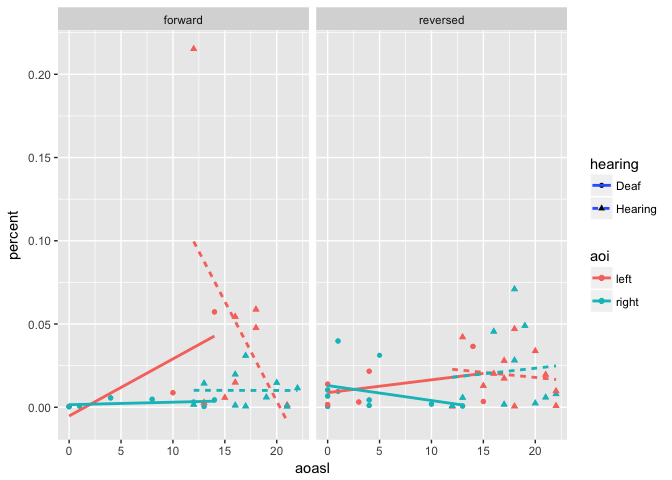 forward
reversed
percent
0.20
0.15
0.10
0.05
0.00
0 5 10 15 20
0 5 10 15 20
aoasl
hearing
Deaf
Hearing
aoi
left
right